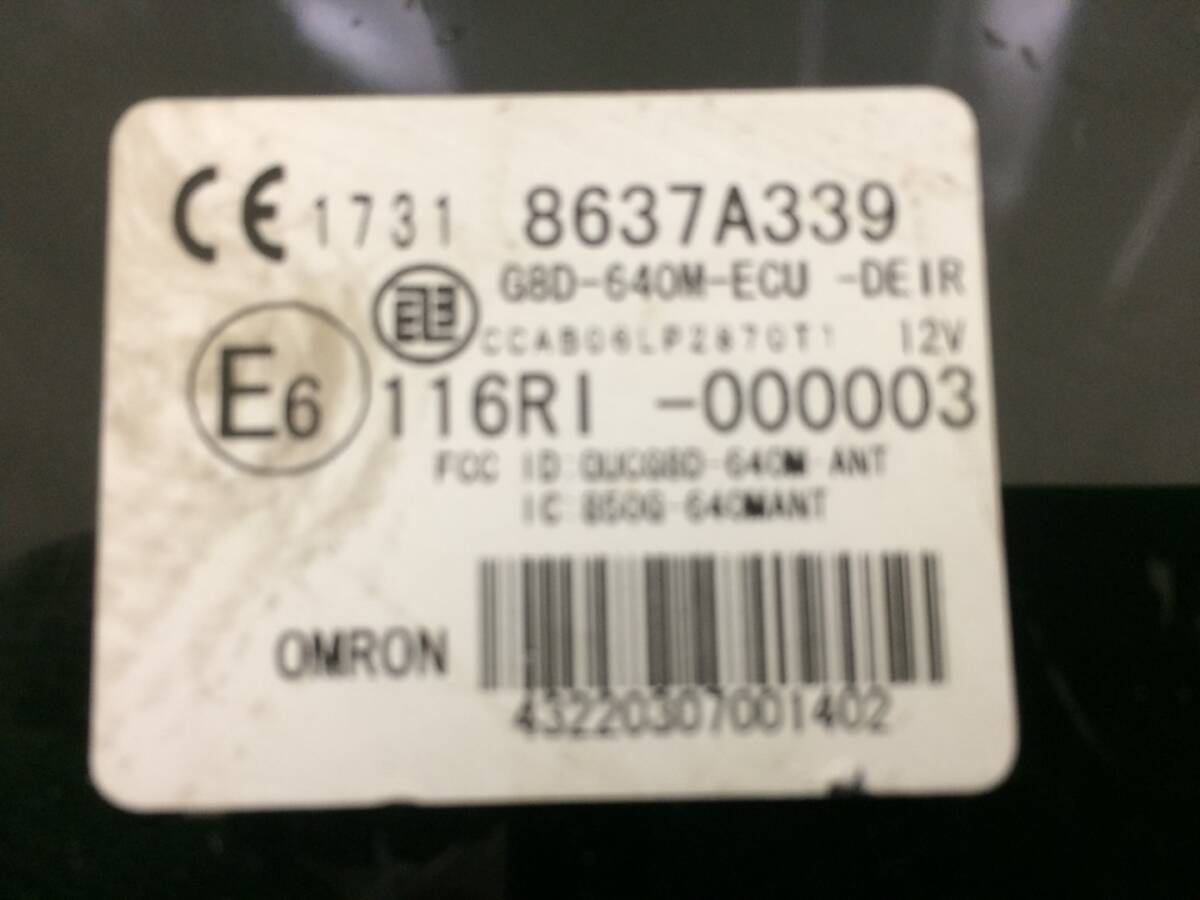 CE 1731 8637A339
G8D-640M-ECU -DEIR
CCAB06LP2870T1 12V
E6 116RI -000003
FCC ID:OUCG8D-640M-ANT
IC:850G-640MANT
OMRON
43220307001402